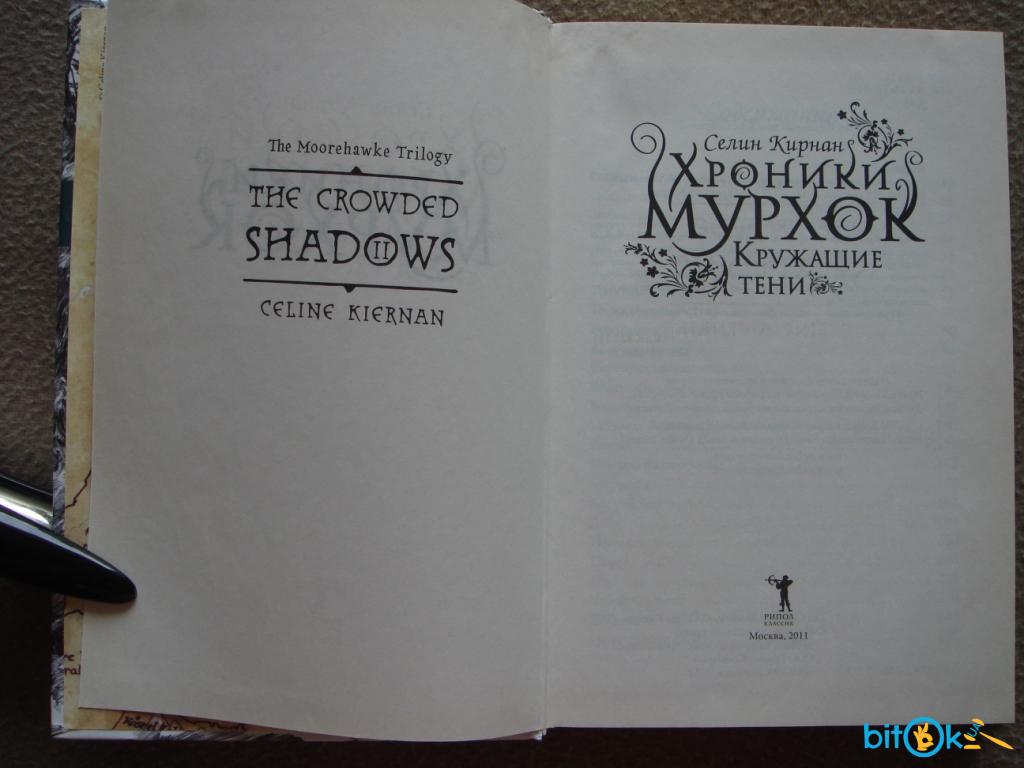 The Moorehawke Trilogy
THE CROWDED
SHADOWS
II
CELINE KIERNAN
Селин Кирнан
ХРОНИКИ
МУРХОК
КРУЖАЩИЕ
ТЕНИ
РИПОЛ
КЛАССИК
Москва, 2011
bitOk.ua